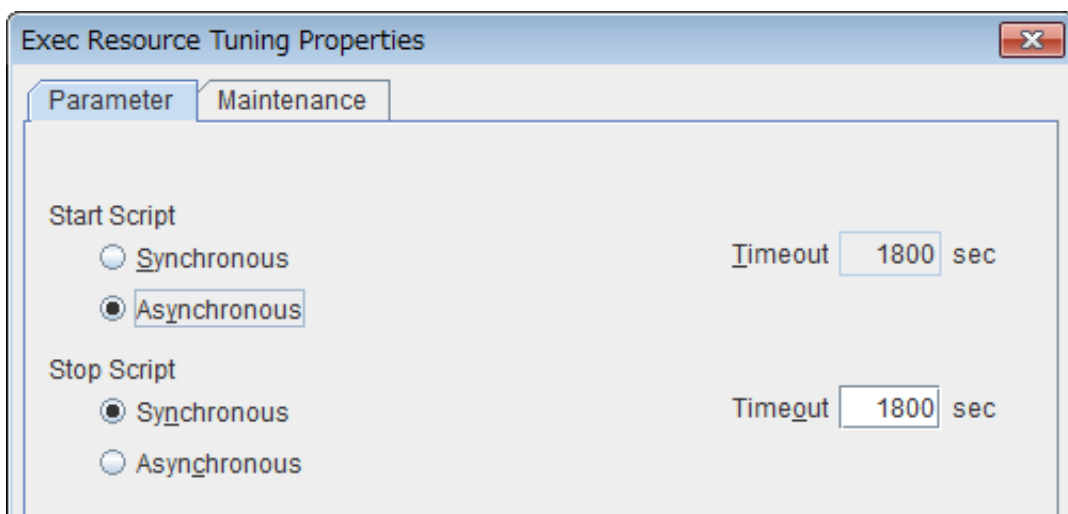 Exec Resource Tuning Properties
Parameter Maintenance
Start Script
Synchronous Timeout 1800 sec
Asynchronous
Stop Script
Synchronous Timeout 1800 sec
Asynchronous